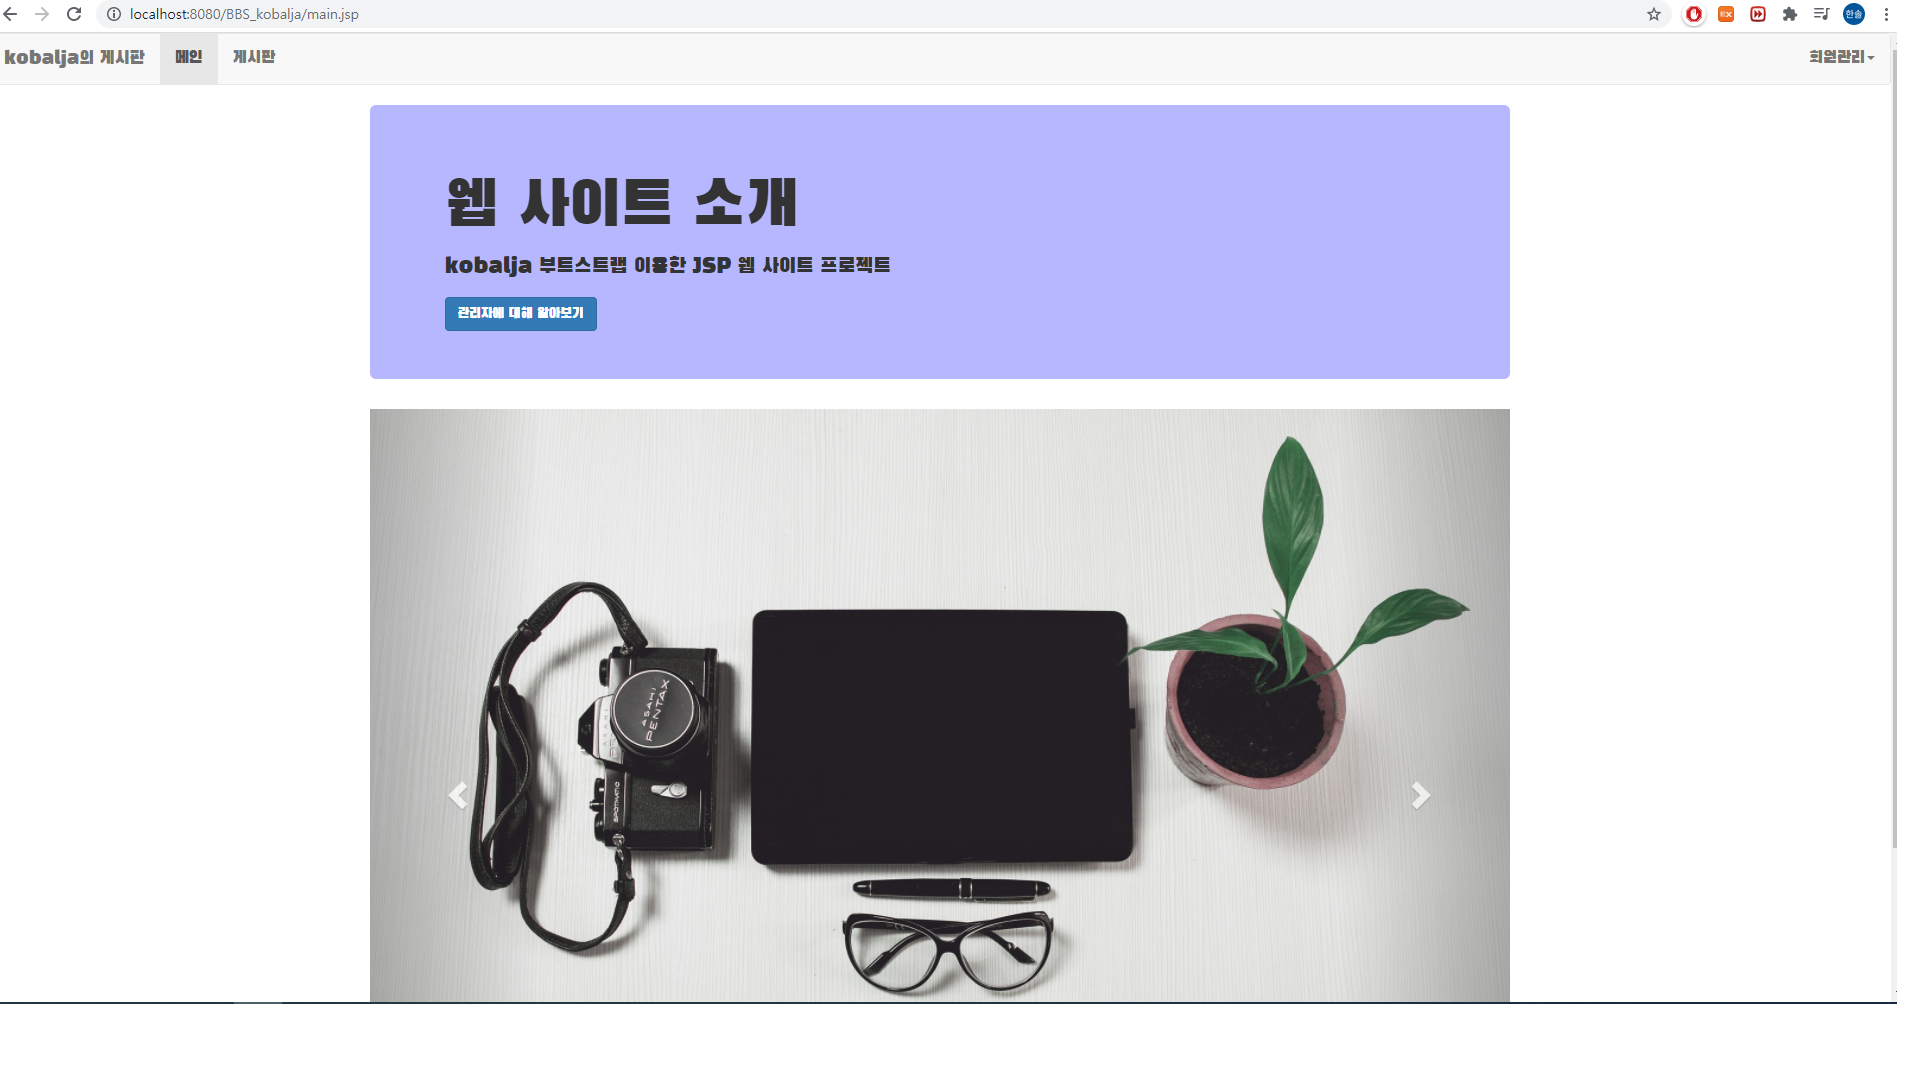 localhost:8080/BBS_kobalja/main.jsp
한솔
kobalja의 게시판 메인 게시판 회원관리
웹 사이트 소개
kobalja 부트스트랩 이용한 JSP 웹 사이트 프로젝트
관리자에 대해 알아보기
ASAHI
PENTAX
SPOTMATIC